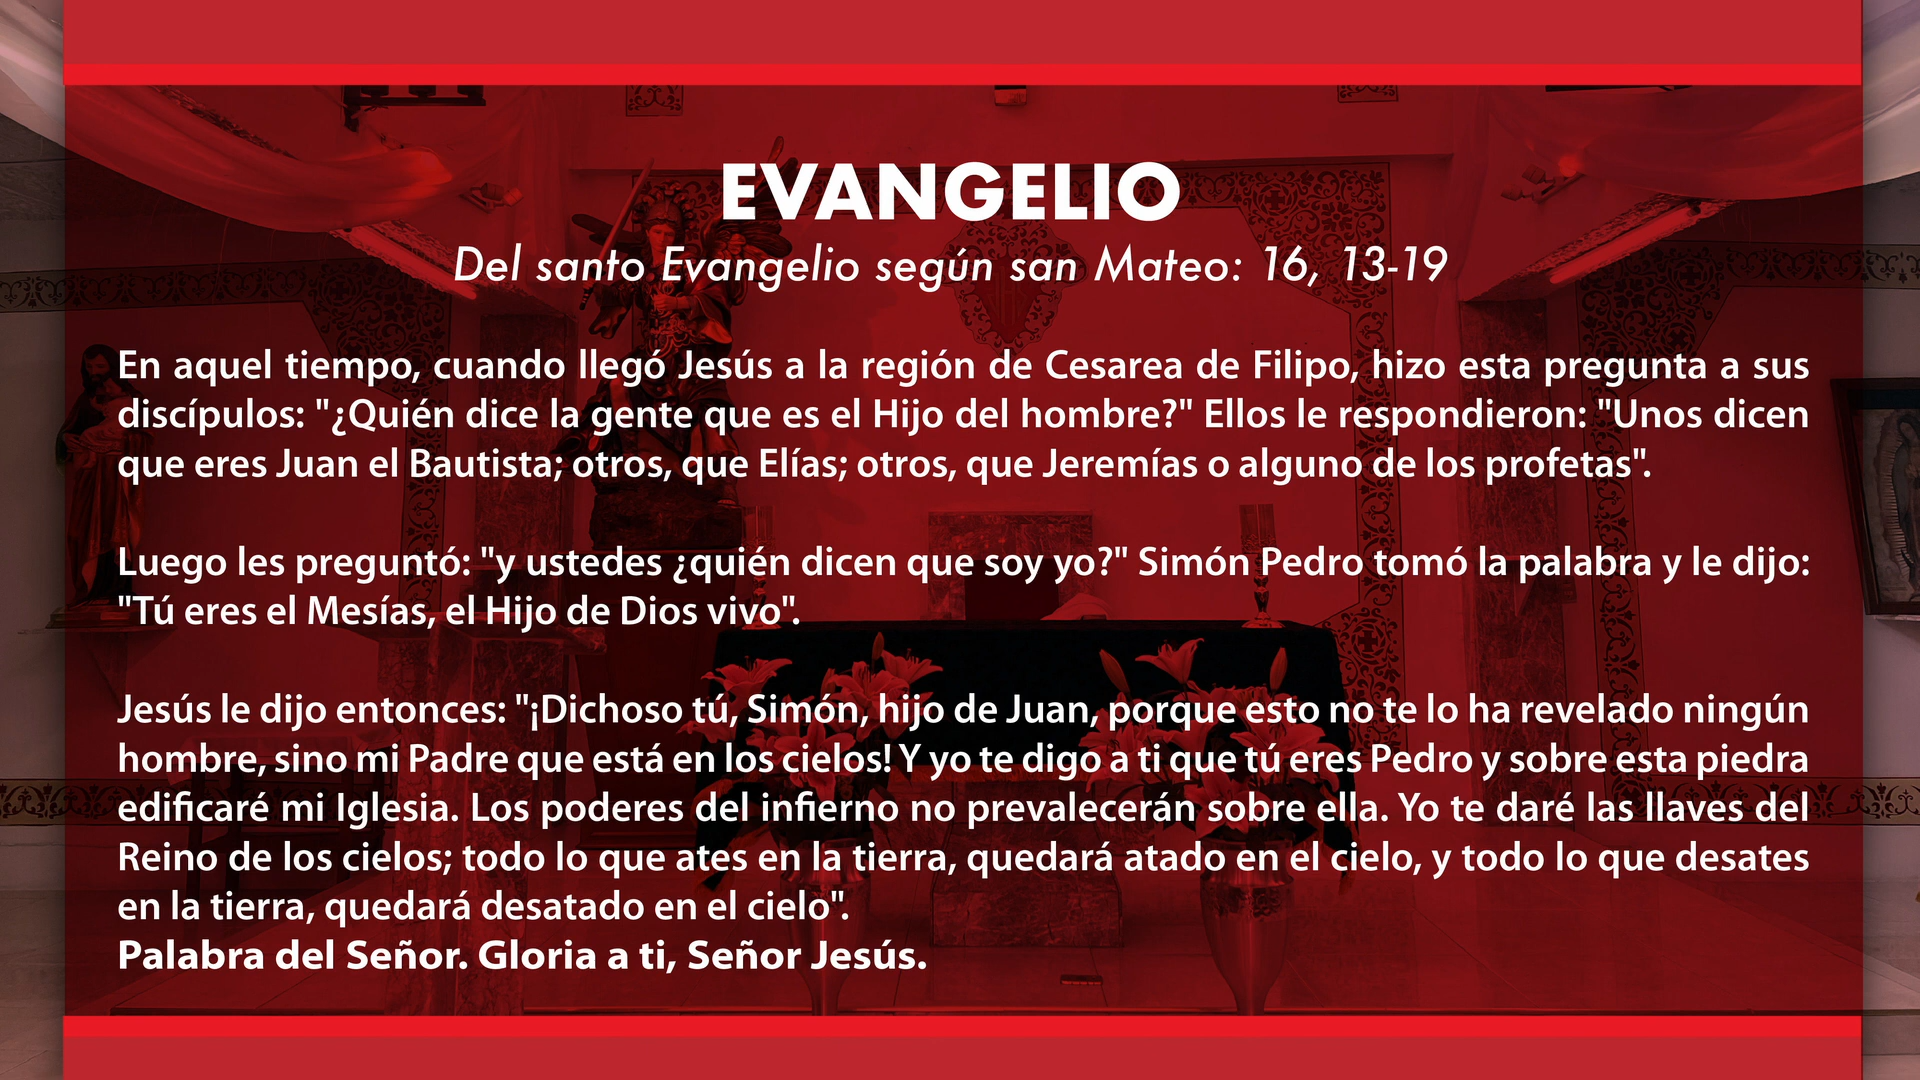 EVANGELIO
Del santo Evangelio según san Mateo: 16, 13-19
En aquel tiempo, cuando llegó Jesús a la región de Cesarea de Filipo, hizo esta pregunta a sus
discípulos: "¿Quién dice la gente que es el Hijo del hombre?" Ellos le respondieron: "Unos dicen
que eres Juan el Bautista; otros, que Elías; otros, que Jeremías o alguno de los profetas".
Luego les preguntó: "y ustedes ¿quién dicen que soy yo?" Simón Pedro tomó la palabra y le dijo:
"Tú eres el Mesías, el Hijo de Dios vivo".
Jesús le dijo entonces: "¡Dichoso tú, Simón, hijo de Juan, porque esto no te lo ha revelado ningún
hombre, sino mi Padre que está en los cielos! Y yo te digo a ti que tú eres Pedro y sobre esta piedra
edificaré mi Iglesia. Los poderes del infierno no prevalecerán sobre ella. Yo te daré las llaves del
Reino de los cielos; todo lo que ates en la tierra, quedará atado en el cielo, y todo lo que desates
en la tierra, quedará desatado en el cielo".
Palabra del Señor. Gloria a ti, Señor Jesús.